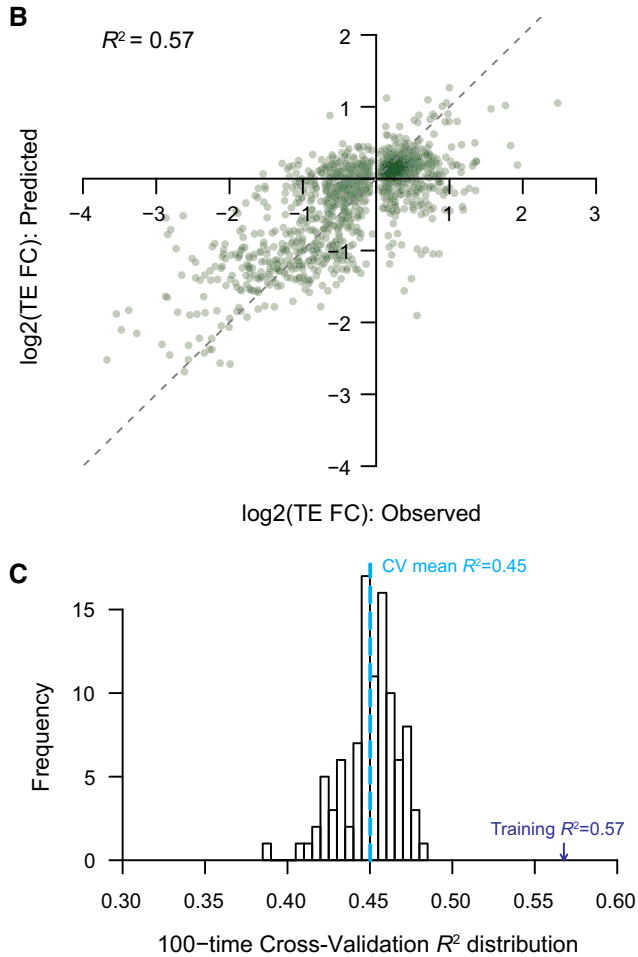 B
R² = 0.57
2
1
−4 −3 −2 −1 1 2 3
−1
−2
−3
−4
log2(TE FC): Predicted
log2(TE FC): Observed
C
CV mean R²=0.45
15
10
5
0
Frequency
Training R²=0.57
0.30 0.35 0.40 0.45 0.50 0.55 0.60
100−time Cross-Validation R² distribution